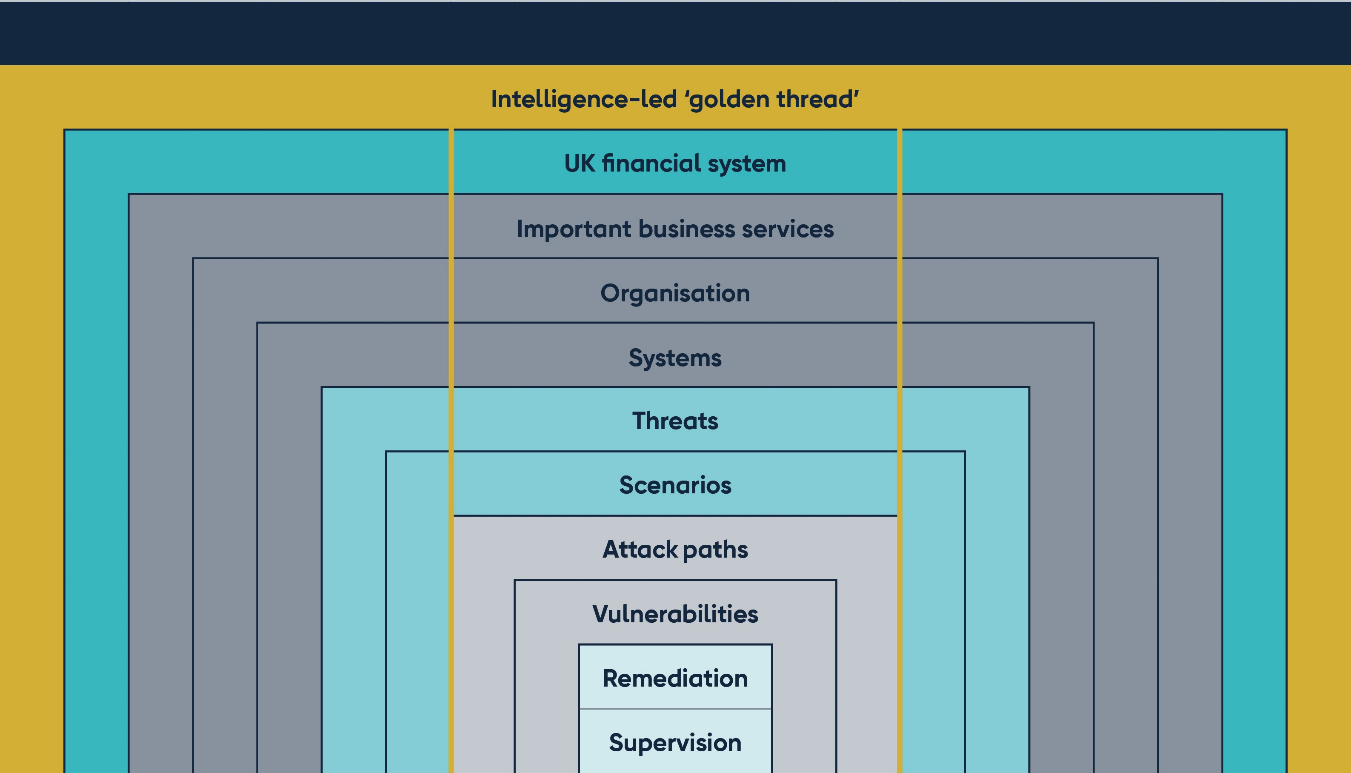 Intelligence-led ‘golden thread’
UK financial system
Important business services
Organisation
Systems
Threats
Scenarios
Attack paths
Vulnerabilities
Remediation
Supervision